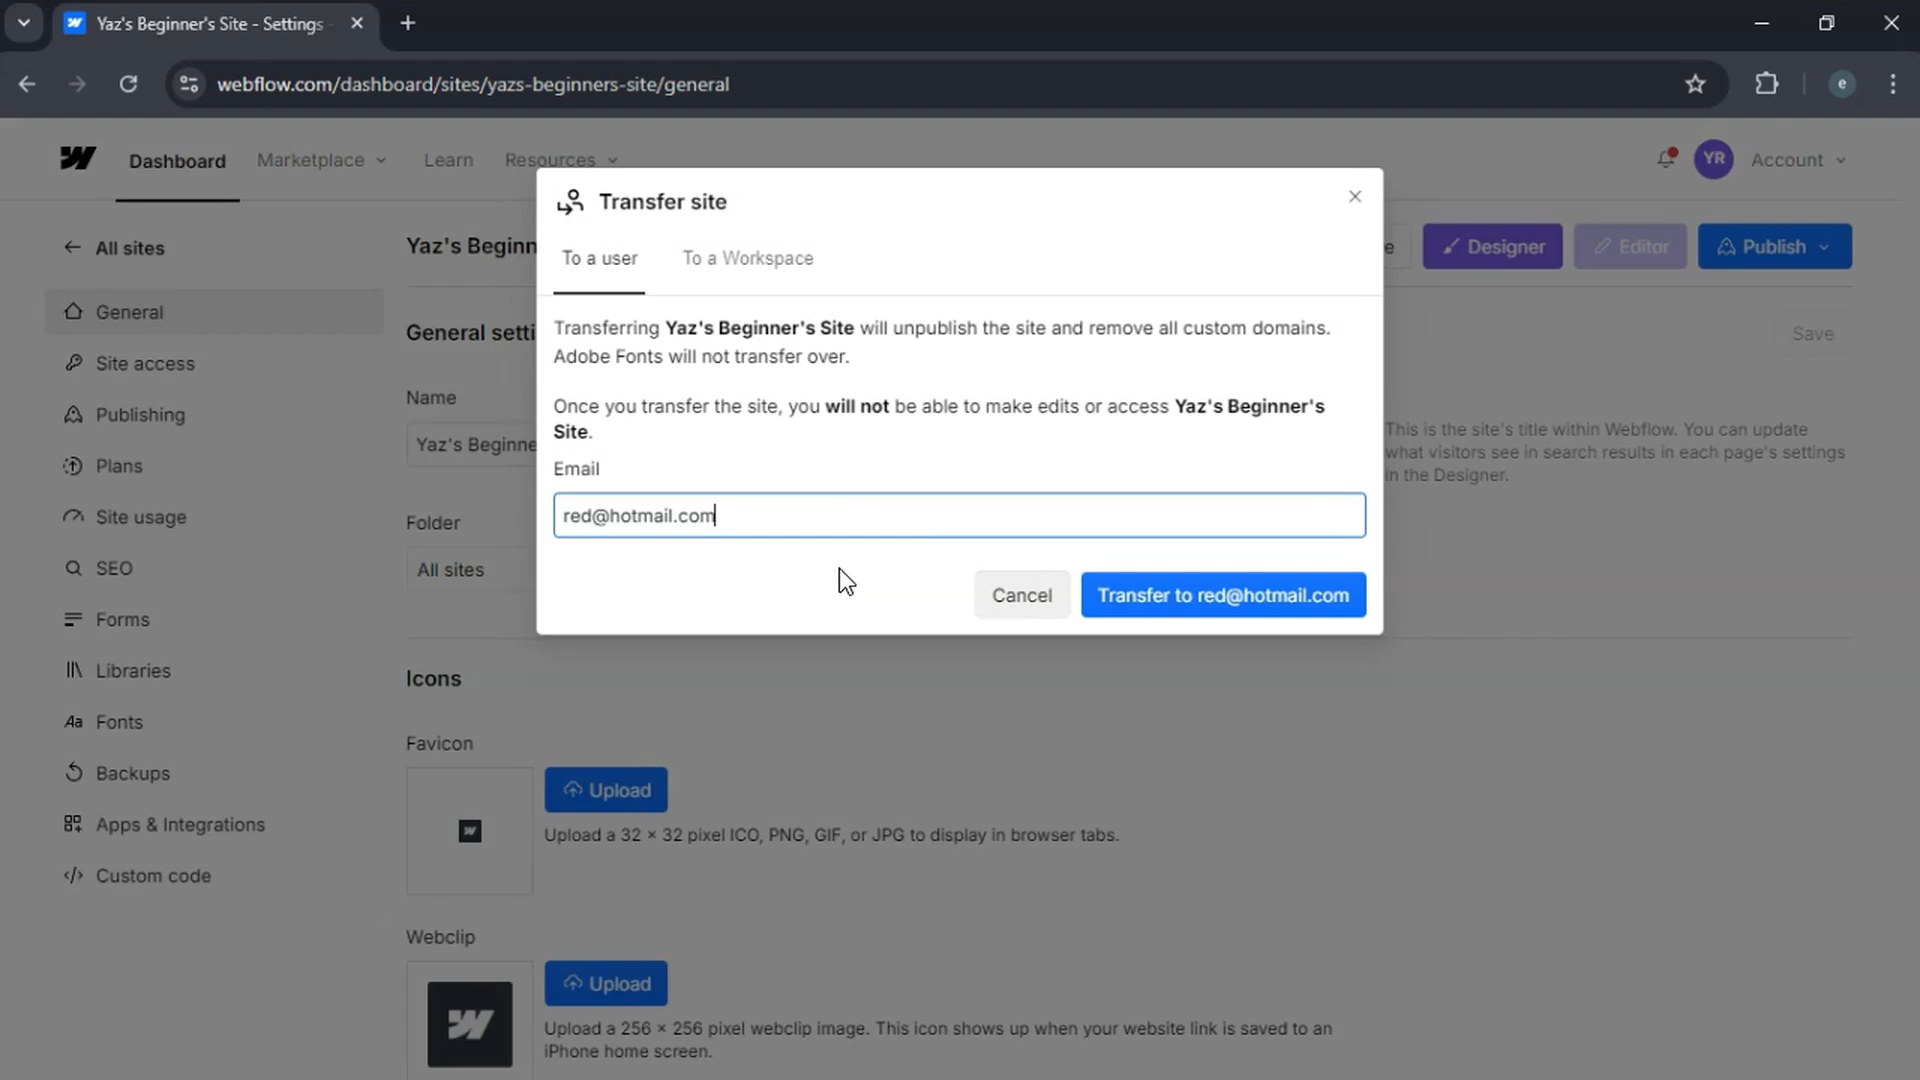 Yaz's Beginner's Site - Settings
webflow.com/dashboard/sites/yazs-beginners-site/general
e
Dashboard
Marketplace
Learn
Resources
YR
Account
All sites
Yaz's Beginn
e
Designer
Editor
Publish
General
Site access
Publishing
Plans
Site usage
SEO
Forms
Libraries
Fonts
Backups
Apps & Integrations
Custom code
General setti
Save
Name
Yaz's Beginne
This is the site's title within Webflow. You can update
what visitors see in search results in each page's settings
in the Designer.
Folder
All sites
Transfer site
To a user
To a Workspace
Transferring Yaz's Beginner's Site will unpublish the site and remove all custom domains.
Adobe Fonts will not transfer over.
Once you transfer the site, you will not be able to make edits or access Yaz's Beginner's
Site.
Email
red@hotmail.com
Cancel
Transfer to red@hotmail.com
Icons
Favicon
Upload
Upload a 32 × 32 pixel ICO, PNG, GIF, or JPG to display in browser tabs.
Webclip
Upload
Upload a 256 × 256 pixel webclip image. This icon shows up when your website link is saved to an
iPhone home screen.